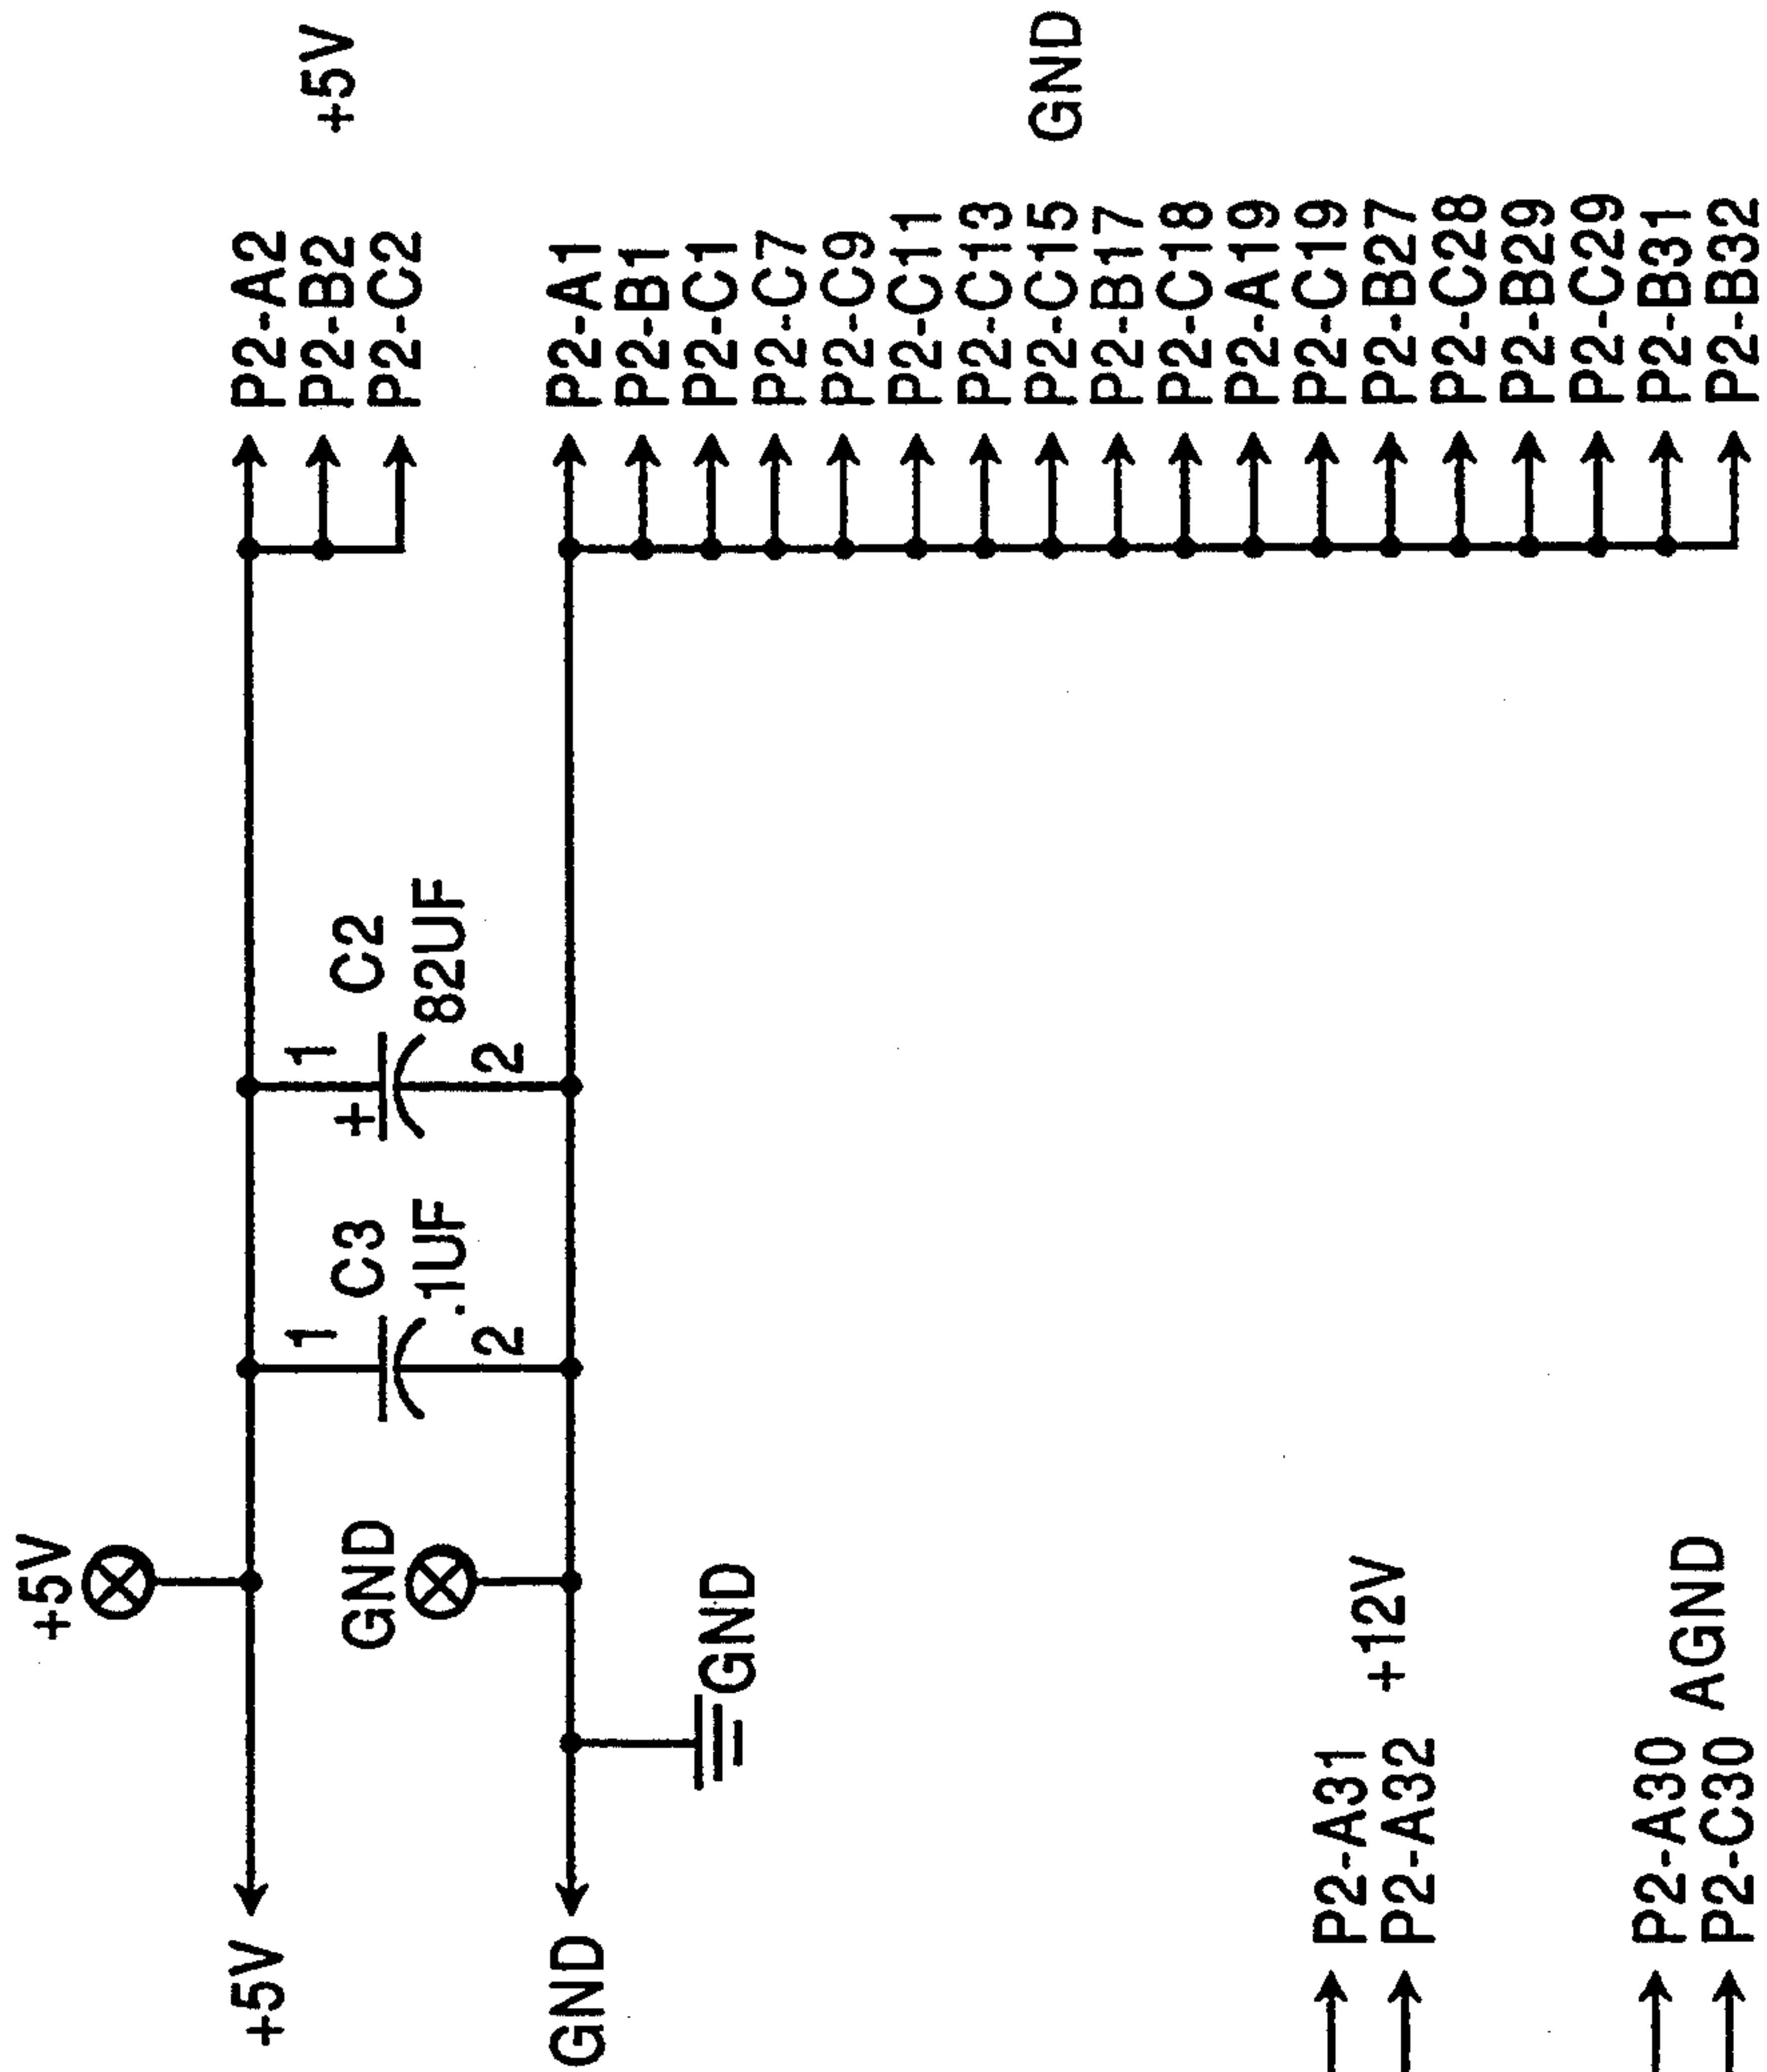 +5V
+5V
GND
GND
GND
1
C3
.1UF
2
1
+
C2
82UF
2
P2-A2
P2-B2
P2-C2
+5V
P2-A1
P2-B1
P2-C1
P2-C7
P2-C9
P2-C11
P2-C13
P2-C15
P2-B17
P2-C18
P2-A19
P2-C19
P2-B27
P2-C28
P2-B29
P2-C29
P2-B31
P2-B32
GND
P2-A31
P2-A32
+12V
P2-A30
P2-C30
AGND